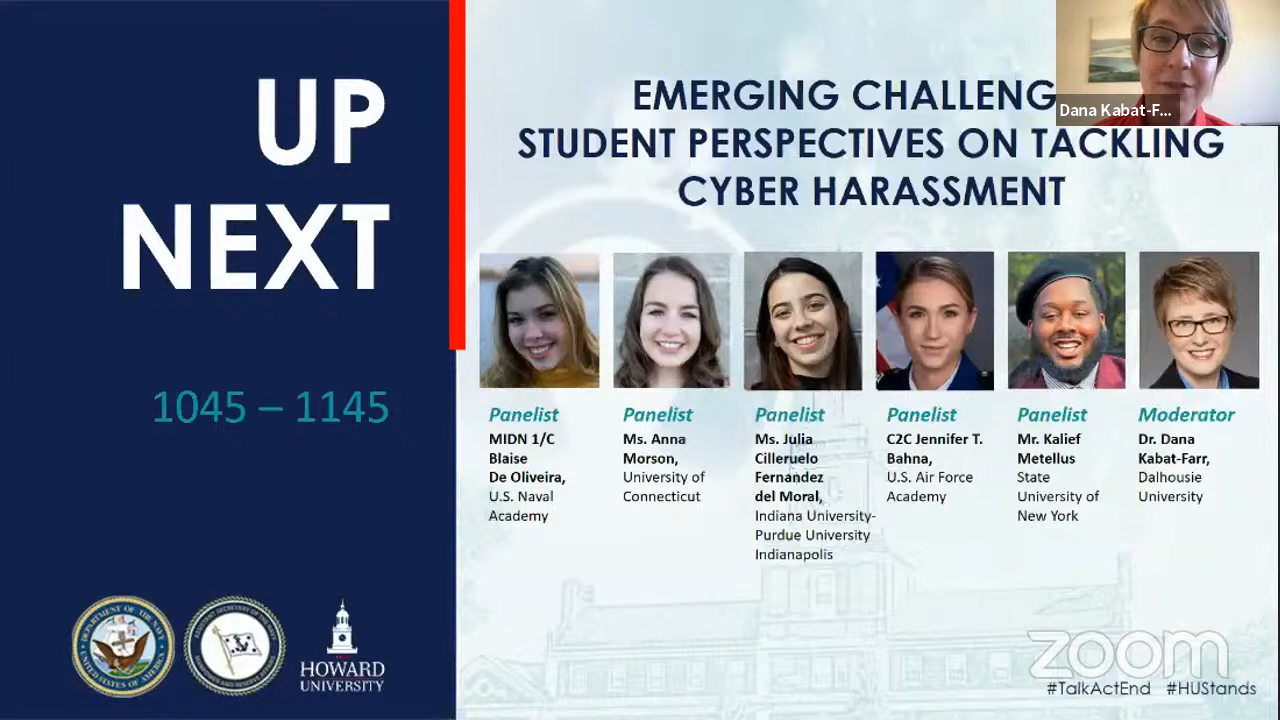 UP
NEXT
1045 – 1145
HOWARD
UNIVERSITY
EMERGING CHALLENG
STUDENT PERSPECTIVES ON TACKLING
CYBER HARASSMENT
Dana Kabat-F...
Panelist
MIDN 1/C
Blaise
De Oliveira,
U.S. Naval
Academy
Panelist
Ms. Anna
Morson,
University of
Connecticut
Panelist
Ms. Julia
Cilleruelo
Fernandez
del Moral,
Indiana University-
Purdue University
Indianapolis
Panelist
C2C Jennifer T.
Bahna,
U.S. Air Force
Academy
Panelist
Mr. Kalief
Metellus
State
University of
New York
Moderator
Dr. Dana
Kabat-Farr,
Dalhousie
University
zoom
#TalkActEnd #HUStands